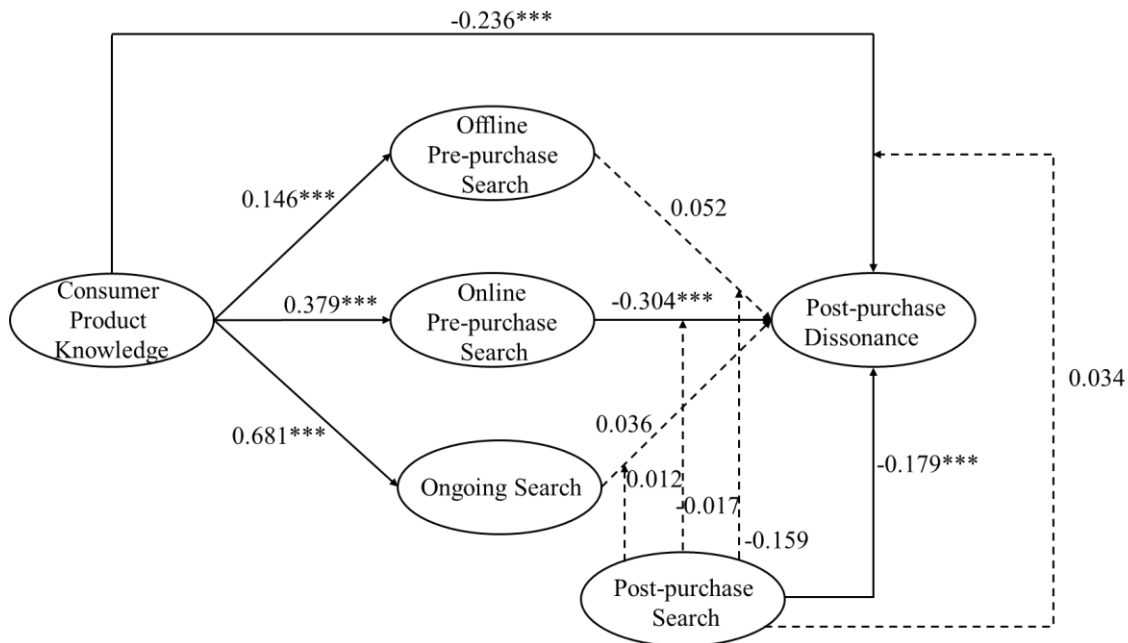 -0.236***
Offline
Pre-purchase
Search
0.146***
0.052
Consumer
Product
Knowledge
0.379***
Online
Pre-purchase
Search
-0.304***
Post-purchase
Dissonance
0.034
0.681***
0.036
Ongoing Search
0.012
-0.017
-0.179***
-0.159
Post-purchase
Search